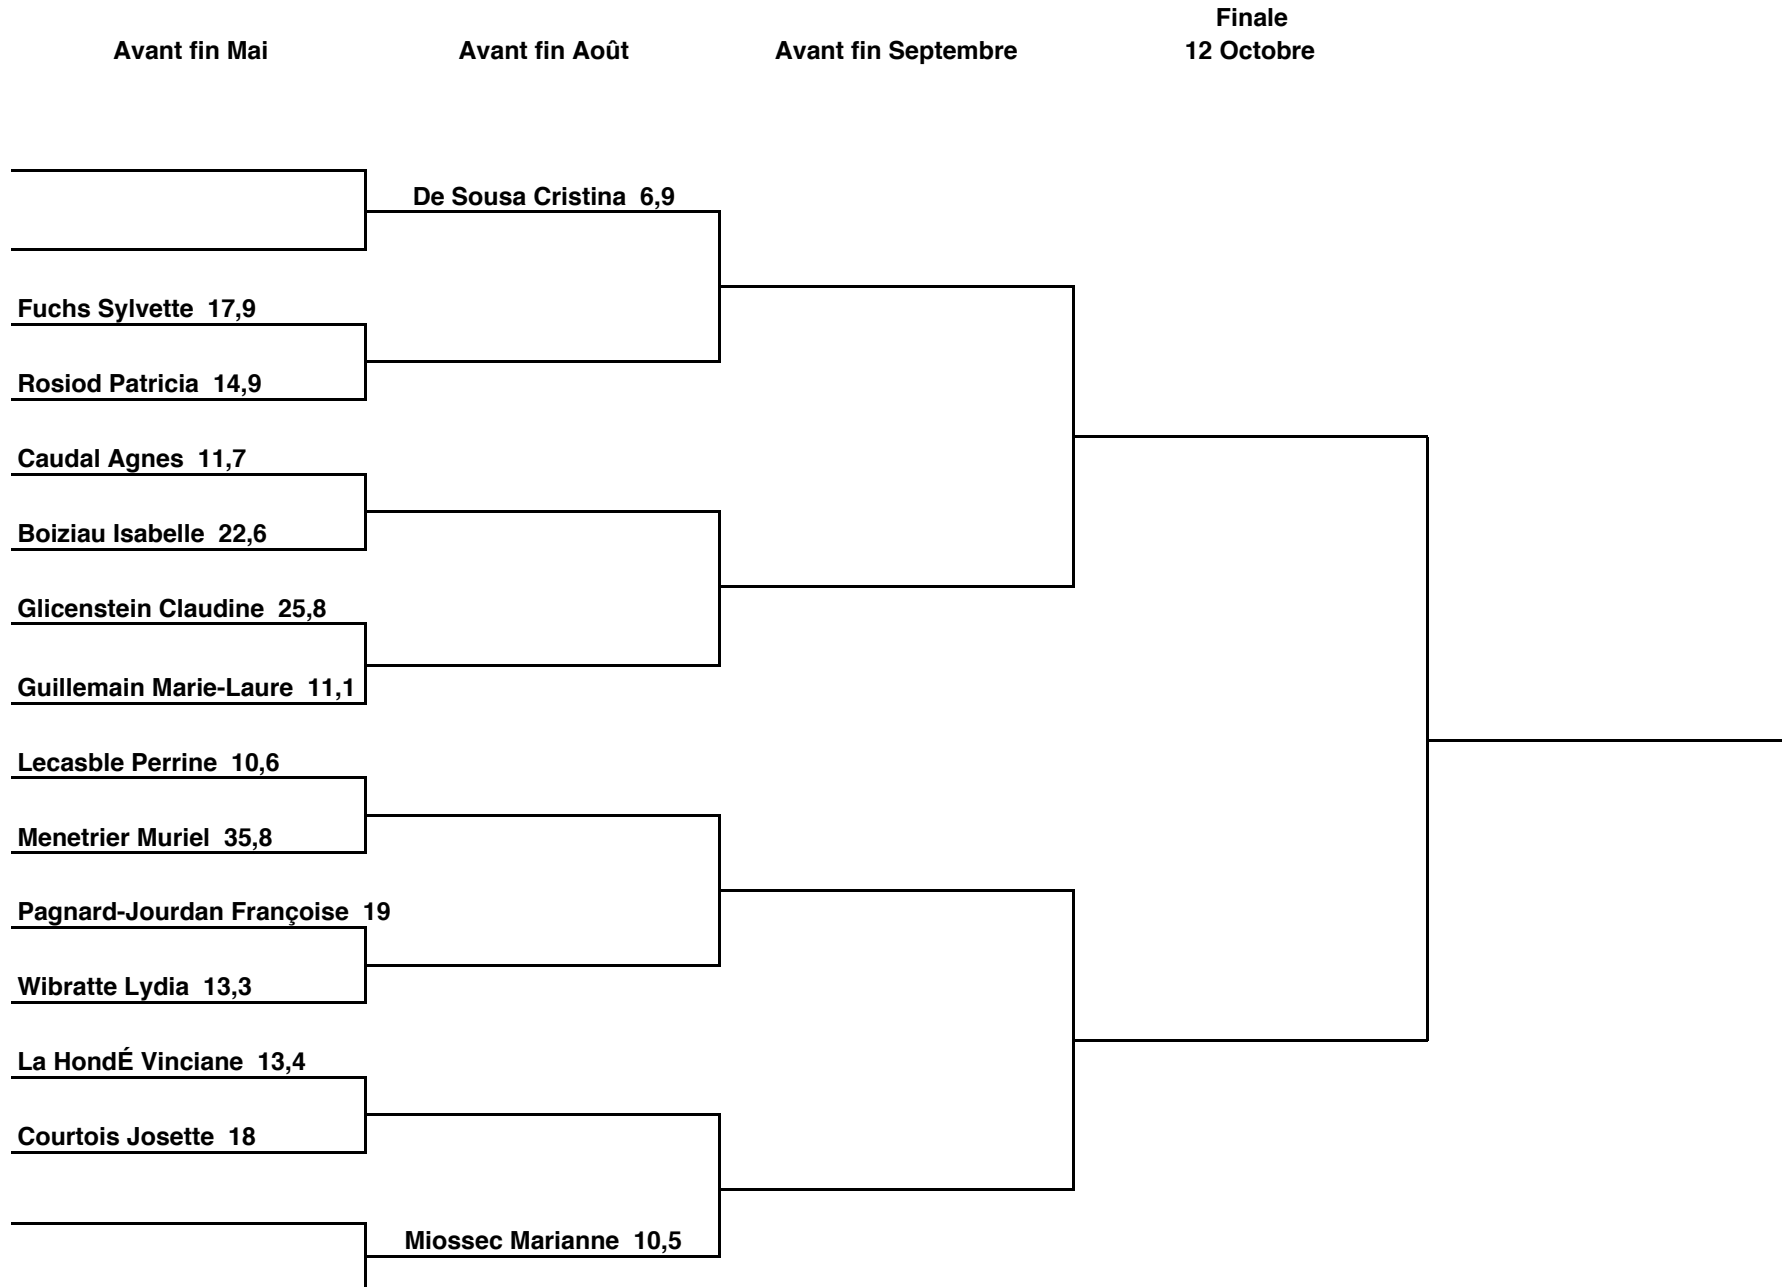 Finale
Avant fin Mai Avant fin Août Avant fin Septembre 12 Octobre
De Sousa Cristina 6,9
Fuchs Sylvette 17,9
Rosiod Patricia 14,9
Caudal Agnes 11,7
Boiziau Isabelle 22,6
Glicenstein Claudine 25,8
Guillemain Marie-Laure 11,1
Lecasble Perrine 10,6
Menetrier Muriel 35,8
Pagnard-Jourdan Françoise 19
Wibratte Lydia 13,3
La HondÉ Vinciane 13,4
Courtois Josette 18
Miossec Marianne 10,5